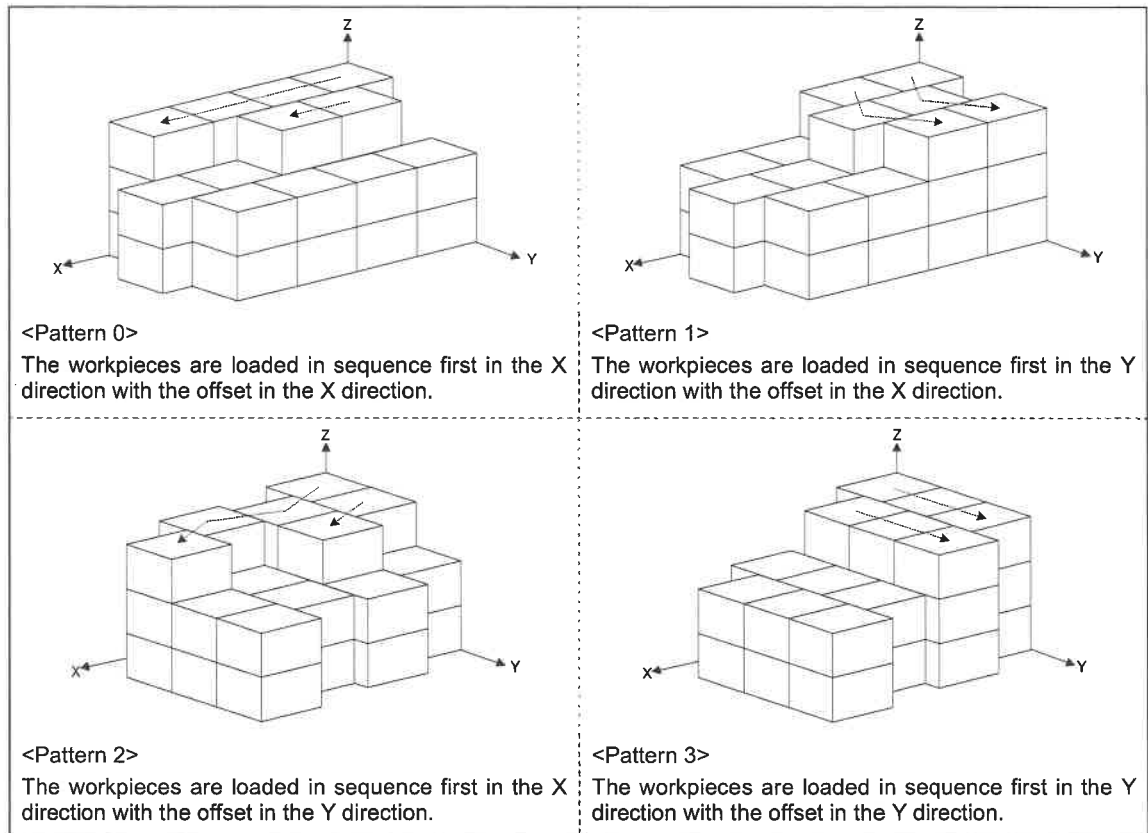 Z
X
Y
<Pattern 0>
The workpieces are loaded in sequence first in the X
direction with the offset in the X direction.
Z
X
Y
<Pattern 1>
The workpieces are loaded in sequence first in the Y
direction with the offset in the X direction.
Z
X
Y
<Pattern 2>
The workpieces are loaded in sequence first in the X
direction with the offset in the Y direction.
Z
X
Y
<Pattern 3>
The workpieces are loaded in sequence first in the Y
direction with the offset in the Y direction.